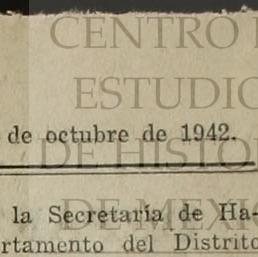 CENTRO
ESTUDIO
de octubre de 1942.
DE HISTO
la Secretaría de Ha-
DE MEXI
rtamento del Distrito